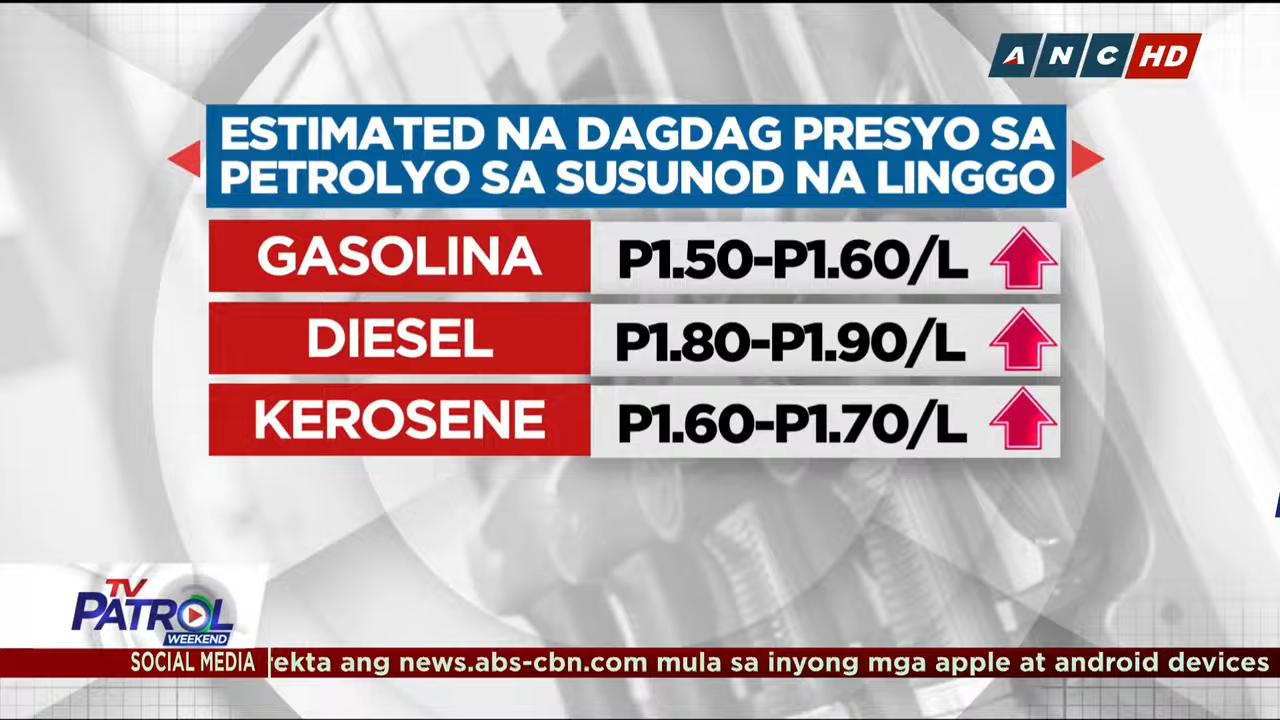 ANC HD
ESTIMATED NA DAGDAG PRESYO SA
PETROLYO SA SUSUNOD NA LINGGO
GASOLINA P1.50-P1.60/L
DIESEL P1.80-P1.90/L
KEROSENE P1.60-P1.70/L
TV
PATROL
WEEKEND
SOCIAL MEDIA ekta ang news.abs-cbn.com mula sa inyong mga apple at android devices